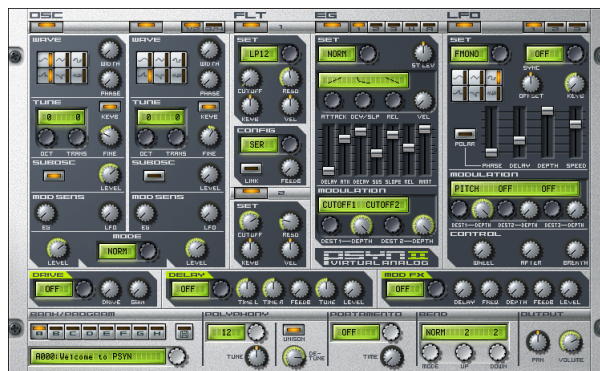 OSC FLT 1 EG LFO
WAVE WAVE SET SET SET
LP12 NORM FMONO OFF
WIDTH WIDTH ST LEV SYNC
PHASE PHASE CUTOFF RESO OFFSET KEYB
TUNE TUNE KEYB VEL ATTACK DCY/SLP REL VEL
0 0 KEYB 0 0 KEYB
OCT TRANS FINE OCT TRANS FINE
CONFIG
SER
POLAR
SUBOSC SUBOSC
LINK FEEDB
PHASE DELAY DEPTH SPEED
LEVEL LEVEL
DELAY ATK DECAY SUS SLOPE REL AMNT
MOD SENS MOD SENS
2
MODULATION MODULATION
SET
CUTOFF1 CUTOFF2
PITCH OFF OFF
EG LFO EG LFO
CUTOFF RESO
DEST 1 DEPTH DEST 2 DEPTH
DEST1 DEPTH DEST2 DEPTH DEST3 DEPTH
MODE
LEVEL NORM LEVEL
KEYB VEL
PSYN II
VIRTUAL ANALOG
CONTROL
WHEEL AFTER BREATH
DRIVE DELAY MOD FX
OFF OFF OFF
DRIVE TIME L TIME R FEEDB TUNE LEVEL DELAY FREQ DEPTH FEEDB LEVEL
BANK/PROGRAM POLYPHONY PORTAMENTO BEND OUTPUT
A B C D E F G H
12 OFF NORM 2 2
UNISON
A000:Welcome to PSYN
TUNE DE-TUNE TIME MODE UP DOWN PAN VOLUME